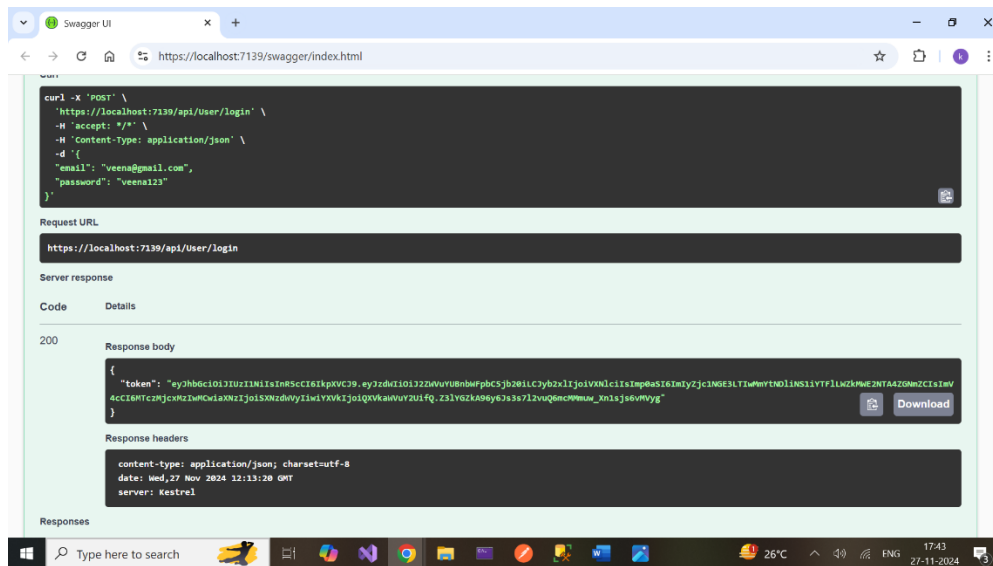 Swagger UI
https://localhost:7139/swagger/index.html
k
Curl
curl -X 'POST' \
'https://localhost:7139/api/User/login' \
-H 'accept: */*' \
-H 'Content-Type: application/json' \
-d '{
"email": "veena@gmail.com",
"password": "veena123"
}'
Request URL
https://localhost:7139/api/User/login
Server response
Code Details
200
Response body
{
"token":
}
Download
Response headers
content-type: application/json; charset=utf-8
date: Wed,27 Nov 2024 12:13:20 GMT
server: Kestrel
Responses
Type here to search
26°C
ENG
17:43
27-11-2024
3